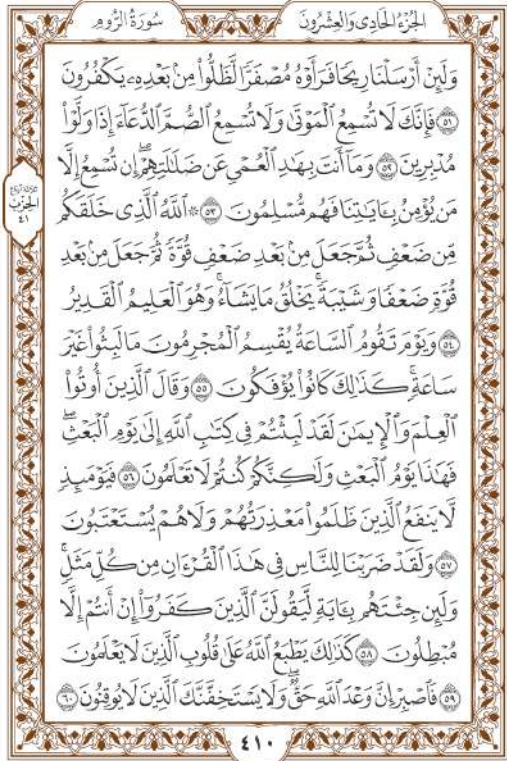 سُورَةُ الرُّومِ
الجُزْءُ الحَادِي وَالعِشْرُونَ
وَلَئِنْ أَرْسَلْنَا رِيحًا فَرَأَوْهُ مُصْفَرًّا لَّظَلُّوا۟ مِنۢ بَعْدِهِۦ يَكْفُرُونَ
٥١ فَإِنَّكَ لَا تُسْمِعُ ٱلْمَوْتَىٰ وَلَا تُسْمِعُ ٱلصُّمَّ ٱلدُّعَآءَ إِذَا وَلَّوْا۟
مُدْبِرِينَ ٥٢ وَمَآ أَنتَ بِهَـٰدِ ٱلْعُمْىِ عَن ضَلَـٰلَتِهِمْ ۖ إِن تُسْمِعُ إِلَّا
مَن يُؤْمِنُ بِـَٔايَـٰتِنَا فَهُم مُّسْلِمُونَ ٥٣ ۞ ٱللَّهُ ٱلَّذِى خَلَقَكُم
مِّن ضَعْفٍ ثُمَّ جَعَلَ مِنۢ بَعْدِ ضَعْفٍ قُوَّةً ثُمَّ جَعَلَ مِنۢ بَعْدِ
قُوَّةٍ ضَعْفًا وَشَيْبَةً ۚ يَخْلُقُ مَا يَشَآءُ ۖ وَهُوَ ٱلْعَلِيمُ ٱلْقَدِيرُ
٥٤ وَيَوْمَ تَقُومُ ٱلسَّاعَةُ يُقْسِمُ ٱلْمُجْرِمُونَ مَا لَبِثُوا۟ غَيْرَ
سَاعَةٍ ۚ كَذَٰلِكَ كَانُوا۟ يُؤْفَكُونَ ٥٥ وَقَالَ ٱلَّذِينَ أُوتُوا۟
ٱلْعِلْمَ وَٱلْإِيمَـٰنَ لَقَدْ لَبِثْتُمْ فِى كِتَـٰبِ ٱللَّهِ إِلَىٰ يَوْمِ ٱلْبَعْثِ ۖ
فَهَـٰذَا يَوْمُ ٱلْبَعْثِ وَلَـٰكِنَّكُمْ كُنتُمْ لَا تَعْلَمُونَ ٥٦ فَيَوْمَئِذٍ
لَّا يَنفَعُ ٱلَّذِينَ ظَلَمُوا۟ مَعْذِرَتُهُمْ وَلَا هُمْ يُسْتَعْتَبُونَ
٥٧ وَلَقَدْ ضَرَبْنَا لِلنَّاسِ فِى هَـٰذَا ٱلْقُرْءَانِ مِن كُلِّ مَثَلٍ ۚ
وَلَئِن جِئْتَهُم بِـَٔايَةٍ لَّيَقُولَنَّ ٱلَّذِينَ كَفَرُوٓا۟ إِنْ أَنتُمْ إِلَّا
مُبْطِلُونَ ٥٨ كَذَٰلِكَ يَطْبَعُ ٱللَّهُ عَلَىٰ قُلُوبِ ٱلَّذِينَ لَا يَعْلَمُونَ
٥٩ فَٱصْبِرْ إِنَّ وَعْدَ ٱللَّهِ حَقٌّ ۖ وَلَا يَسْتَخِفَّنَّكَ ٱلَّذِينَ لَا يُوقِنُونَ ٦٠
الحِزْبِ
٤١
٤١٠